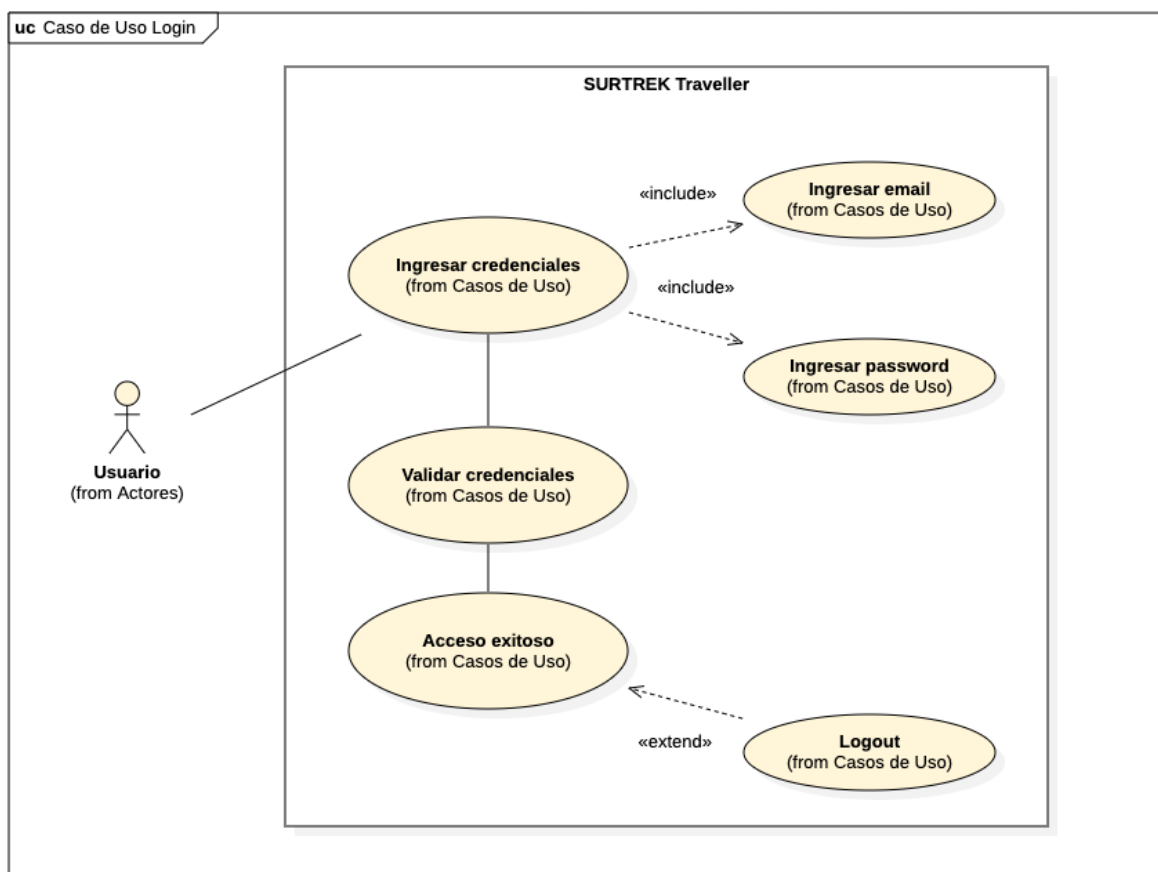 uc Caso de Uso Login
SURTREK Traveller
«include»
Ingresar email
(from Casos de Uso)
Ingresar credenciales
(from Casos de Uso)
«include»
Ingresar password
(from Casos de Uso)
Usuario
(from Actores)
Validar credenciales
(from Casos de Uso)
Acceso exitoso
(from Casos de Uso)
«extend»
Logout
(from Casos de Uso)